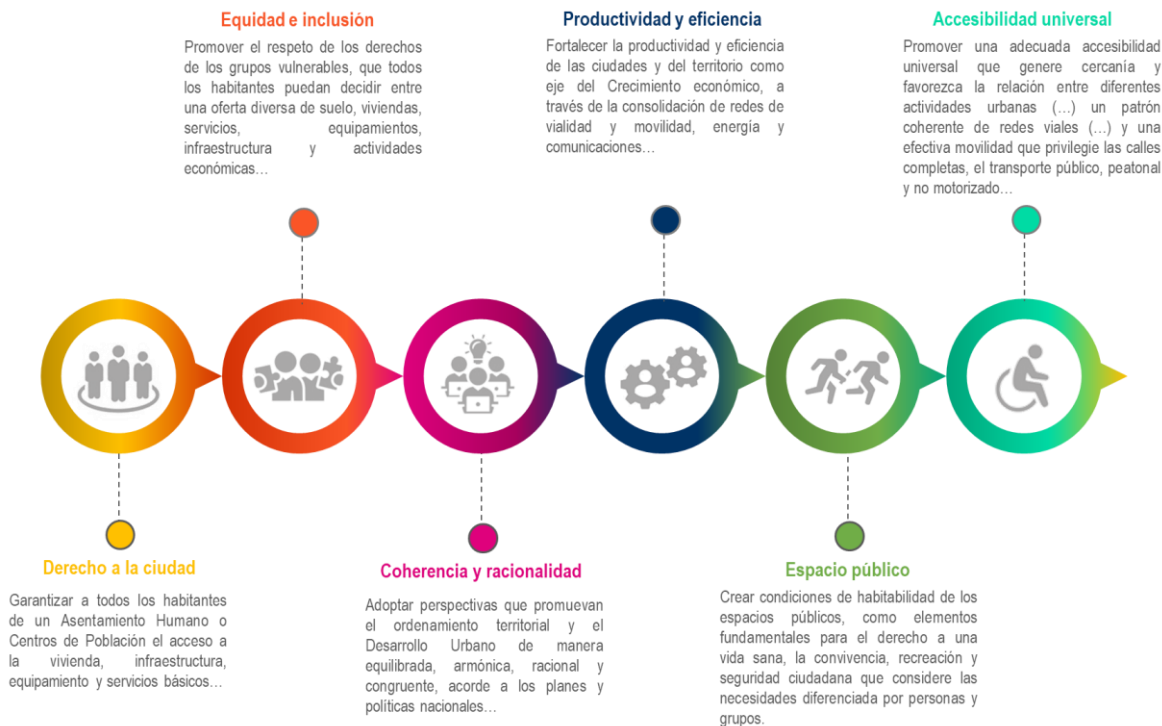 Equidad e inclusión
Promover el respeto de los derechos
de los grupos vulnerables, que todos
los habitantes puedan decidir entre
una oferta diversa de suelo, viviendas,
servicios, equipamientos,
infraestructura y actividades
económicas…
Productividad y eficiencia
Fortalecer la productividad y eficiencia
de las ciudades y del territorio como
eje del Crecimiento económico, a
través de la consolidación de redes de
vialidad y movilidad, energía y
comunicaciones…
Accesibilidad universal
Promover una adecuada accesibilidad
universal que genere cercanía y
favorezca la relación entre diferentes
actividades urbanas (…) un patrón
coherente de redes viales (…) y una
efectiva movilidad que privilegie las calles
completas, el transporte público, peatonal
y no motorizado…
Derecho a la ciudad
Garantizar a todos los habitantes
de un Asentamiento Humano o
Centros de Población el acceso a
la vivienda, infraestructura,
equipamiento y servicios básicos…
Coherencia y racionalidad
Adoptar perspectivas que promuevan
el ordenamiento territorial y el
Desarrollo Urbano de manera
equilibrada, armónica, racional y
congruente, acorde a los planes y
políticas nacionales…
Espacio público
Crear condiciones de habitabilidad de los
espacios públicos, como elementos
fundamentales para el derecho a una
vida sana, la convivencia, recreación y
seguridad ciudadana que considere las
necesidades diferenciada por personas y
grupos.